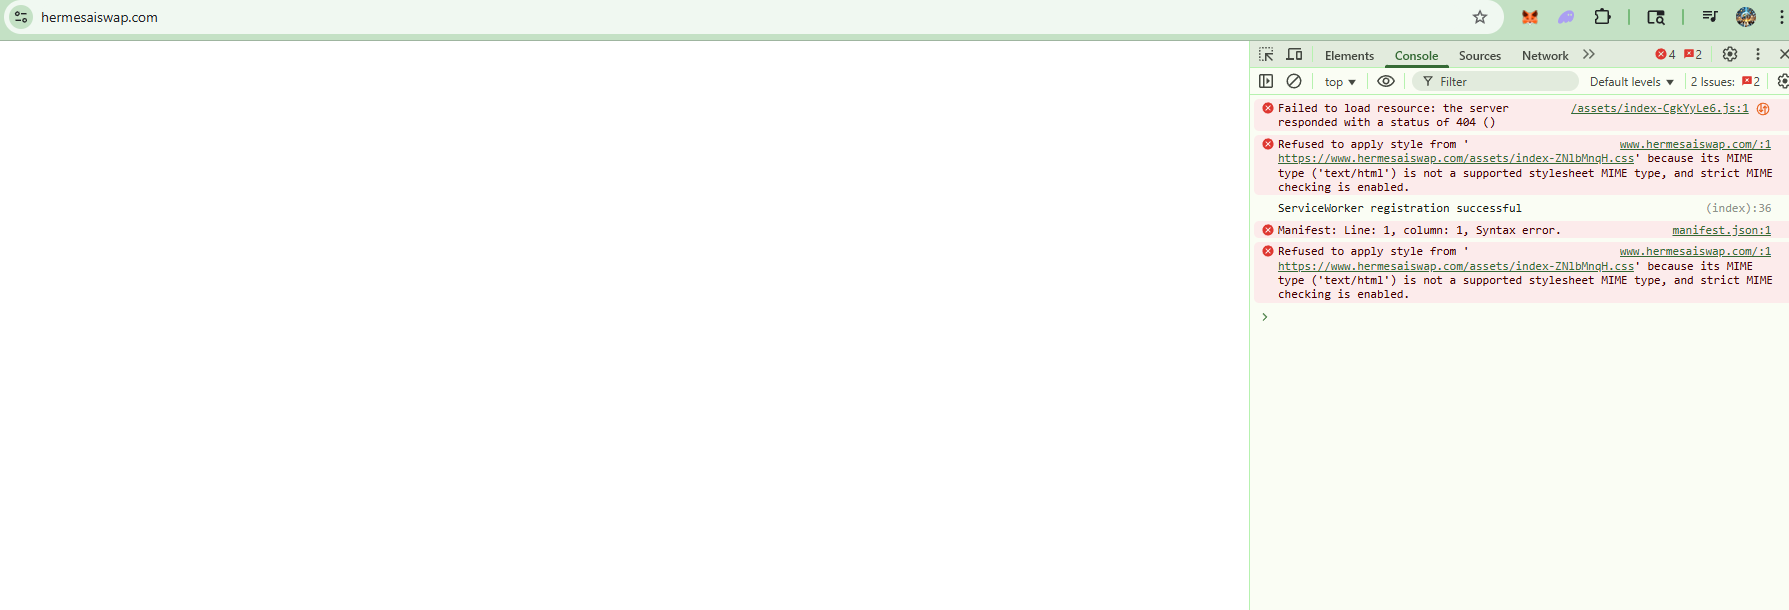 hermesaiswap.com
Elements Console Sources Network 4 2
top Filter Default levels 2 Issues: 2
Failed to load resource: the server /assets/index-CgkYyLe6.js:1
responded with a status of 404 ()
Refused to apply style from ' www.hermesaiswap.com/:1
https://www.hermesaiswap.com/assets/index-ZNlbMnqH.css' because its MIME
type ('text/html') is not a supported stylesheet MIME type, and strict MIME
checking is enabled.
ServiceWorker registration successful (index):36
Manifest: Line: 1, column: 1, Syntax error. manifest.json:1
Refused to apply style from ' www.hermesaiswap.com/:1
https://www.hermesaiswap.com/assets/index-ZNlbMnqH.css' because its MIME
type ('text/html') is not a supported stylesheet MIME type, and strict MIME
checking is enabled.